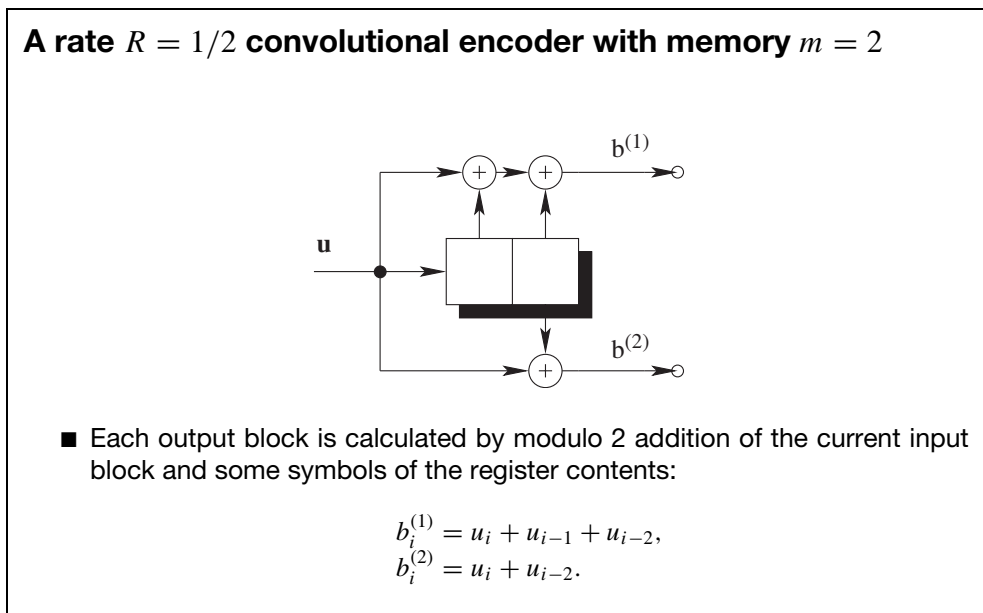 A rate R = 1/2 convolutional encoder with memory m = 2
b^{(1)}
+ +
u
b^{(2)}
+
■ Each output block is calculated by modulo 2 addition of the current input
block and some symbols of the register contents:
b_i^{(1)} = u_i + u_{i−1} + u_{i−2},
b_i^{(2)} = u_i + u_{i−2}.